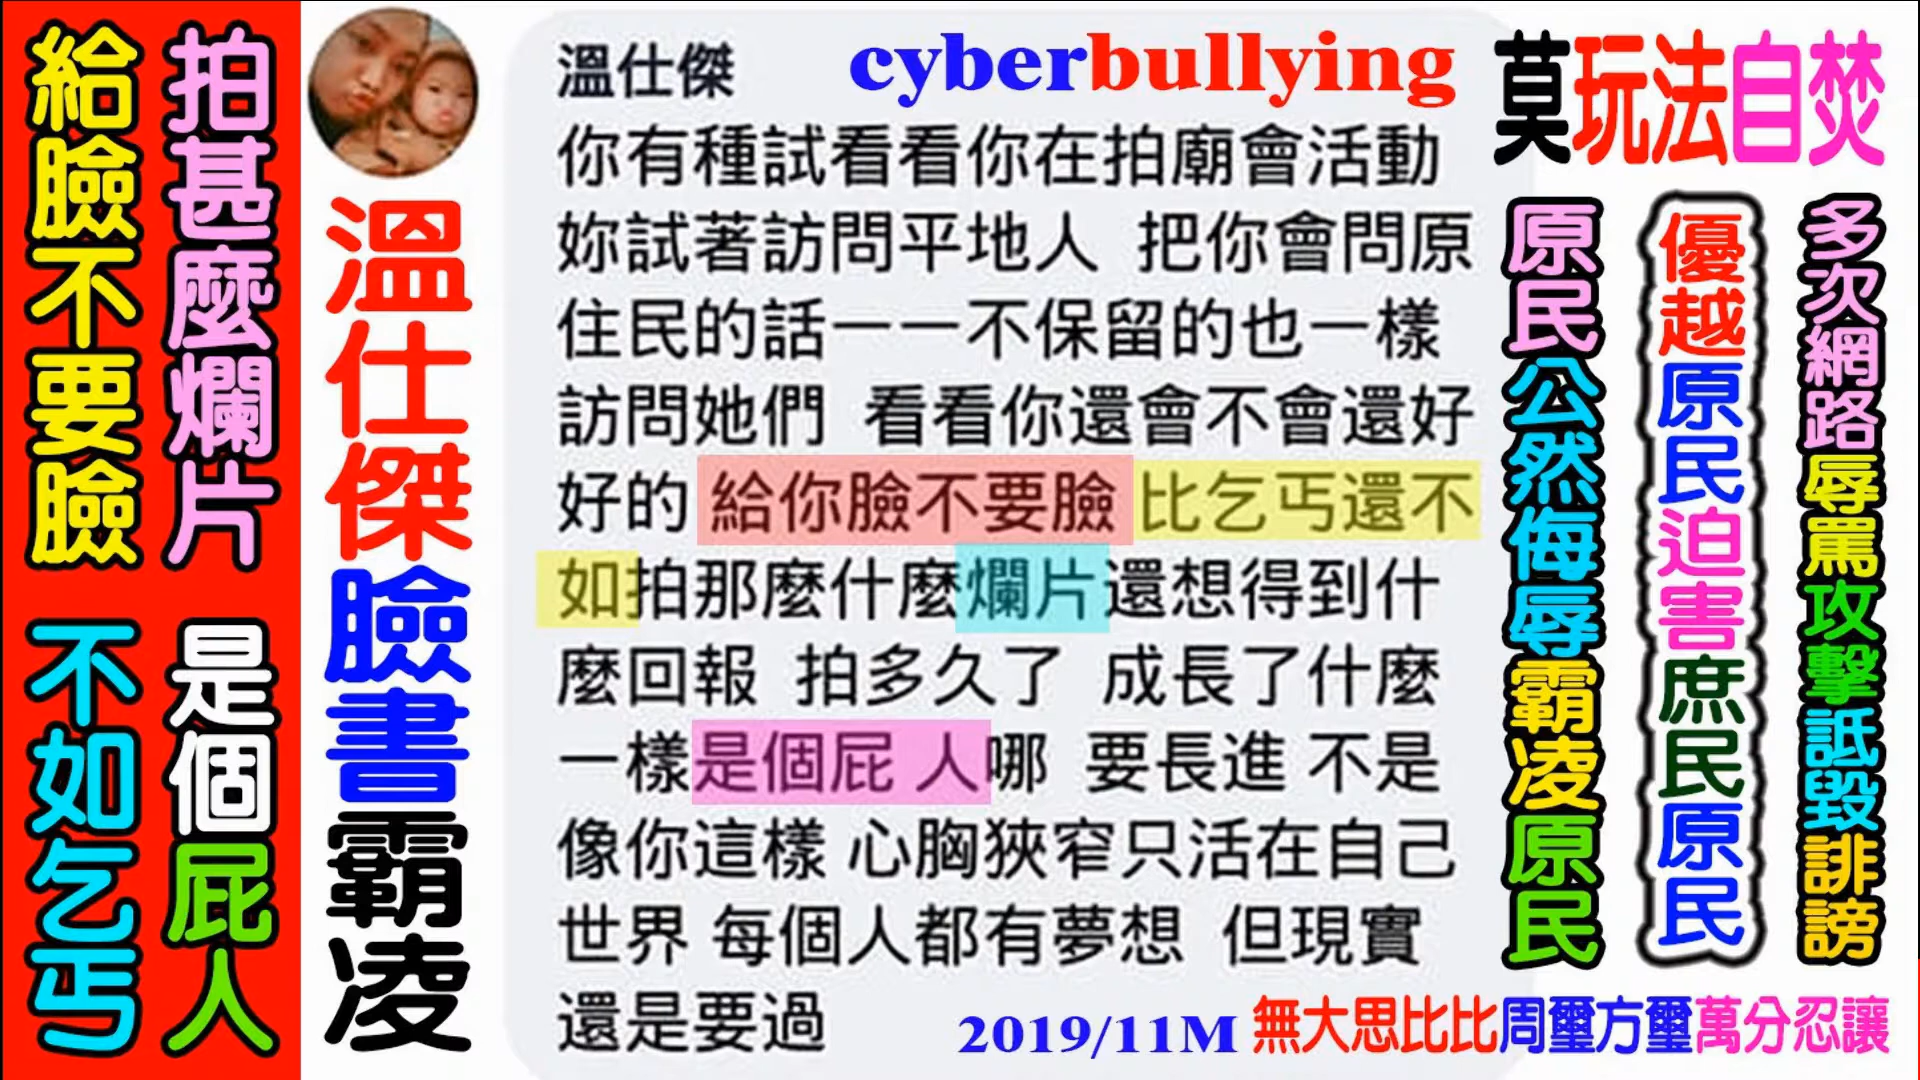 拍甚麼爛片 是個屁人
給臉不要臉 不如乞丐
溫仕傑臉書霸凌
溫仕傑
cyberbullying
你有種試看看你在拍廟會活動
妳試著訪問平地人 把你會問原
住民的話一一不保留的也一樣
訪問她們 看看你還會不會還好
好的 給你臉不要臉 比乞丐還不
如拍那麼什麼爛片還想得到什
麼回報 拍多久了 成長了什麼
一樣是個屁 人哪 要長進 不是
像你這樣 心胸狹窄只活在自己
世界 每個人都有夢想 但現實
還是要過
莫玩法自焚
多次網路辱罵攻擊詆毀誹謗
優越原民迫害庶民原民
原民公然侮辱霸凌原民
2019/11M 無大思比比周璽方璽萬分忍讓